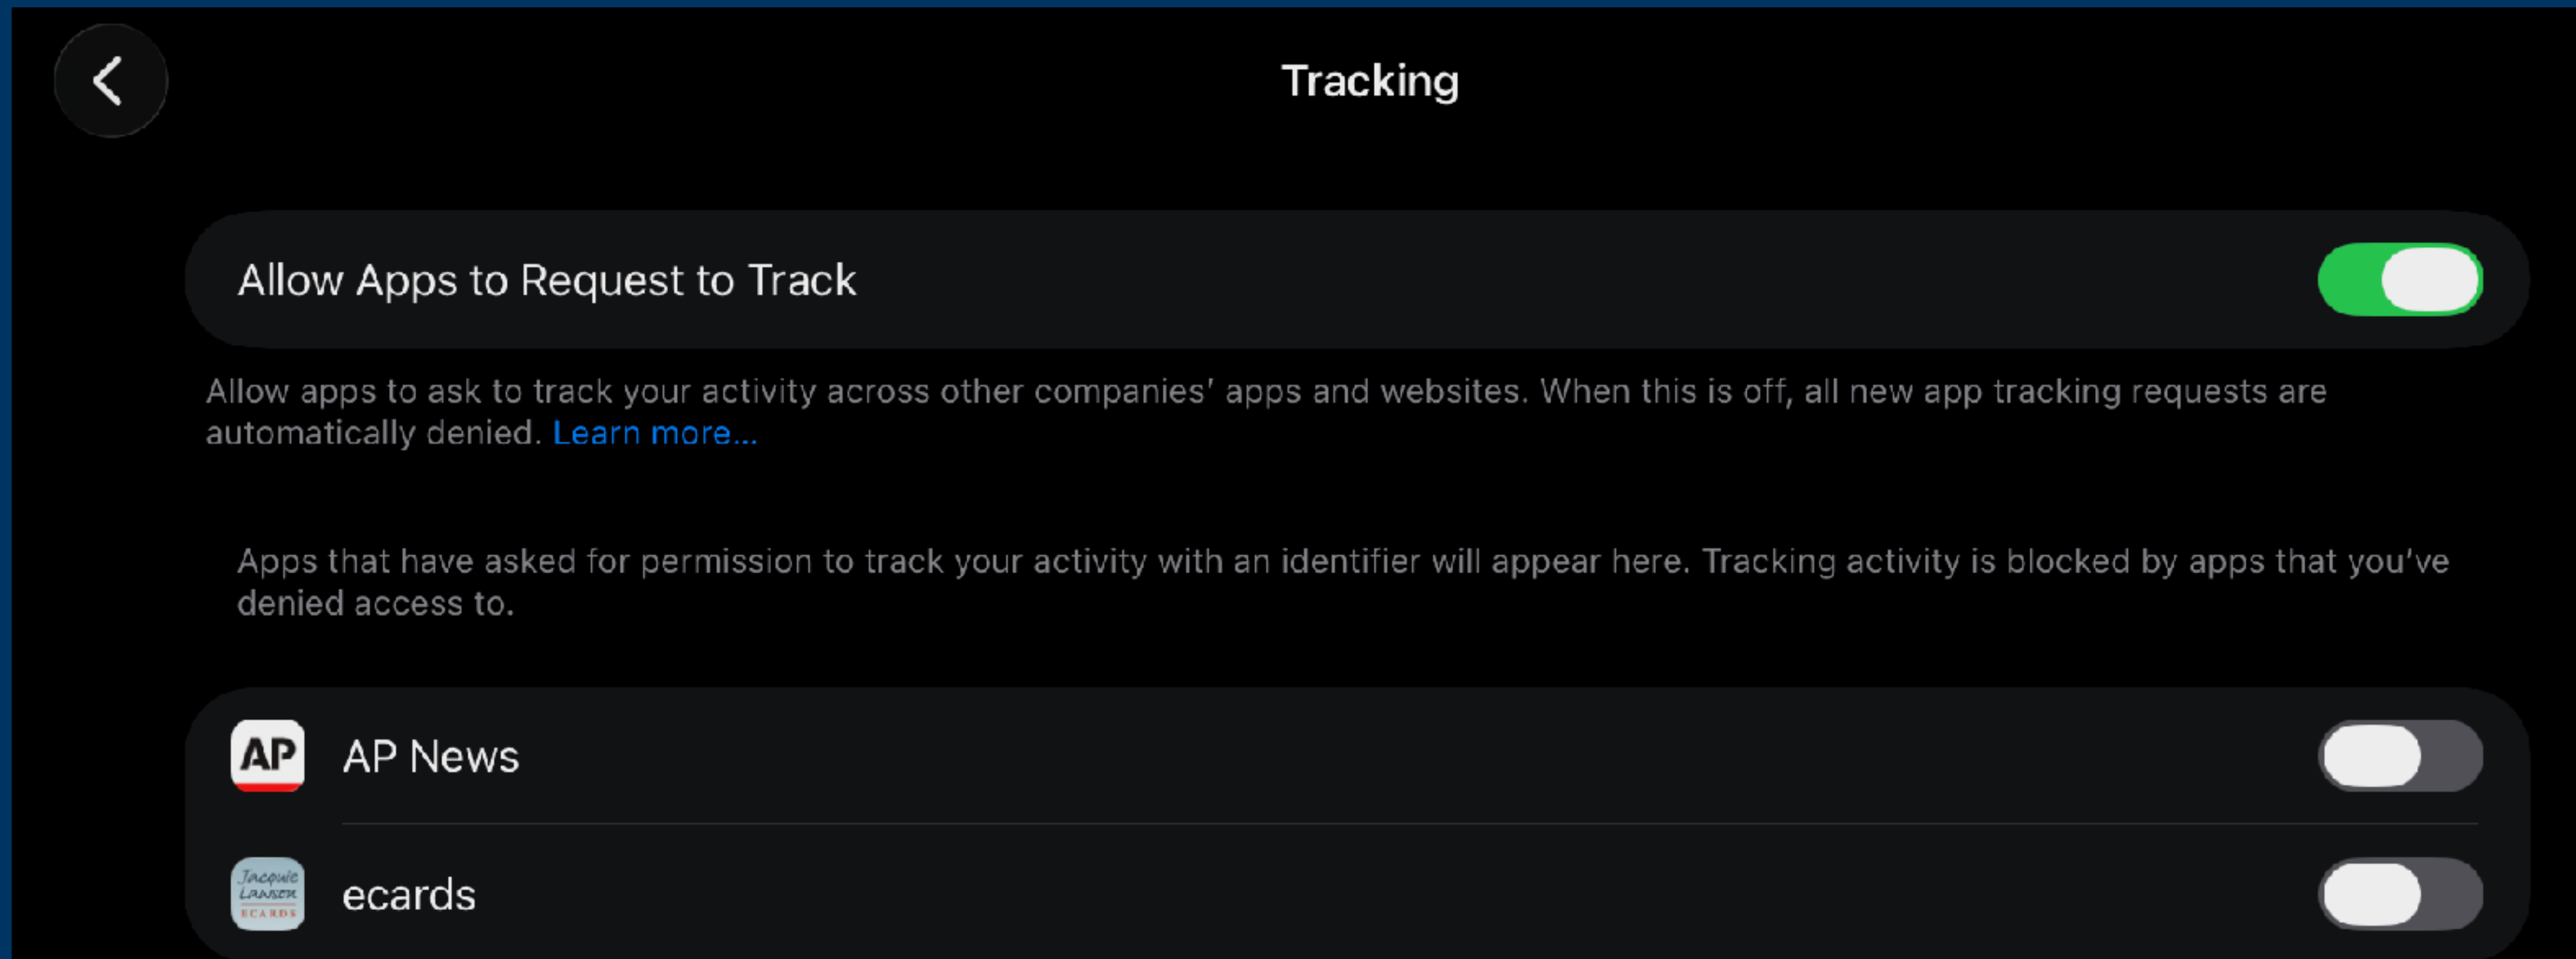 Tracking
Allow Apps to Request to Track
Allow apps to ask to track your activity across other companies’ apps and websites. When this is off, all new app tracking requests are
automatically denied. Learn more...
Apps that have asked for permission to track your activity with an identifier will appear here. Tracking activity is blocked by apps that you’ve
denied access to.
AP AP News
Jacquie
Lawson
ECARDS
ecards